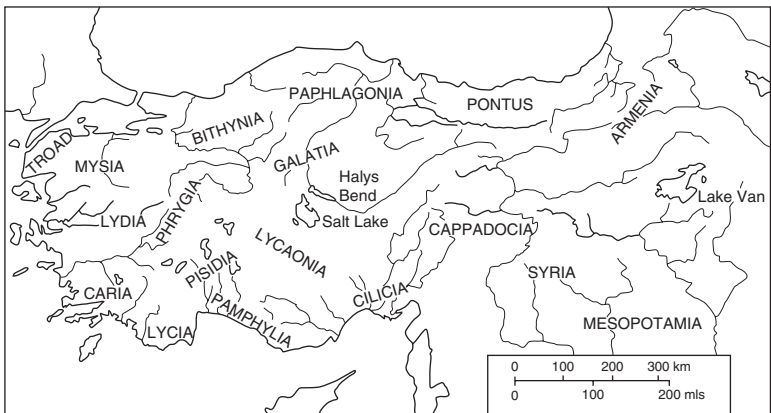 PAPHLAGONIA
PONTUS
ARMENIA
BITHYNIA
TROAD
MYSIA
GALATIA
Halys
Bend
Lake Van
PHRYGIA
LYDIA
Salt Lake
CAPPADOCIA
LYCAONIA
PISIDIA
SYRIA
CARIA
CILICIA
PAMPHYLIA
LYCIA
MESOPOTAMIA
0 100 200 300 km
0 100 200 mls